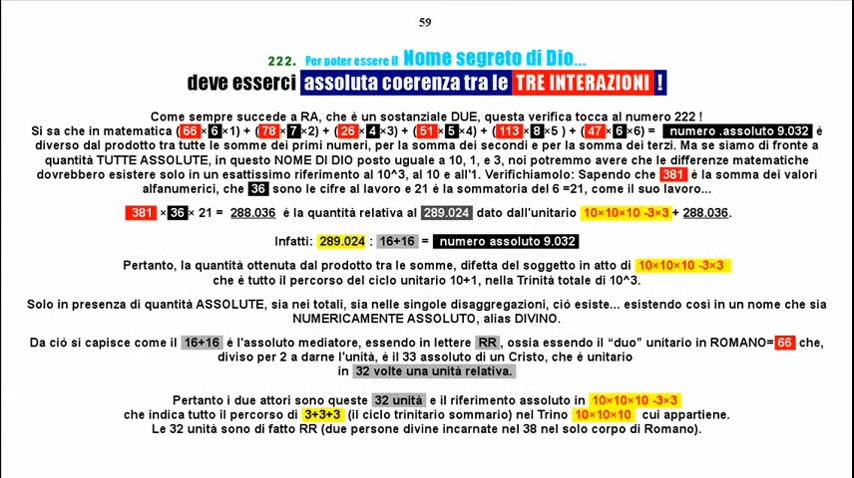 59
222. Per poter essere il Nome segreto di Dio...
deve esserci assoluta coerenza tra le TRE INTERAZIONI !
Come sempre succede a RA, che è un sostanziale DUE, questa verifica tocca al numero 222 !
Si sa che in matematica (66×6×1) + (78×7×2) + (26×4×3) + (51×5×4) + (113×8×5 ) + (47×6×6) = numero .assoluto 9.032 è
diverso dal prodotto tra tutte le somme dei primi numeri, per la somma dei secondi e per la somma dei terzi. Ma se siamo di fronte a
quantità TUTTE ASSOLUTE, in questo NOME DI DIO posto uguale a 10, 1, e 3, noi potremmo avere che le differenze matematiche
dovrebbero esistere solo in un esattissimo riferimento al 10^3, al 10 e all'1. Verifichiamolo: Sapendo che 381 è la somma dei valori
alfanumerici, che 36 sono le cifre al lavoro e 21 è la sommatoria del 6 =21, come il suo lavoro...
381 ×36× 21 = 288.036 è la quantità relativa al 289.024 dato dall'unitario 10×10×10 -3×3 + 288.036.
Infatti: 289.024 : 16+16 = numero assoluto 9.032
Pertanto, la quantità ottenuta dal prodotto tra le somme, difetta del soggetto in atto di 10×10×10 -3×3
che è tutto il percorso del ciclo unitario 10+1, nella Trinità totale di 10^3.
Solo in presenza di quantità ASSOLUTE, sia nei totali, sia nelle singole disaggregazioni, ciò esiste... esistendo così in un nome che sia
NUMERICAMENTE ASSOLUTO, alias DIVINO.
Da ciò si capisce come il 16+16 è l'assoluto mediatore, essendo in lettere RR , ossia essendo il “duo” unitario in ROMANO= 66 che,
diviso per 2 a darne l'unità, è il 33 assoluto di un Cristo, che è unitario
in 32 volte una unità relativa.
Pertanto i due attori sono queste 32 unità e il riferimento assoluto in 10×10×10 -3×3
che indica tutto il percorso di 3+3+3 (il ciclo trinitario sommario) nel Trino 10×10×10 cui appartiene.
Le 32 unità sono di fatto RR (due persone divine incarnate nel 38 nel solo corpo di Romano).